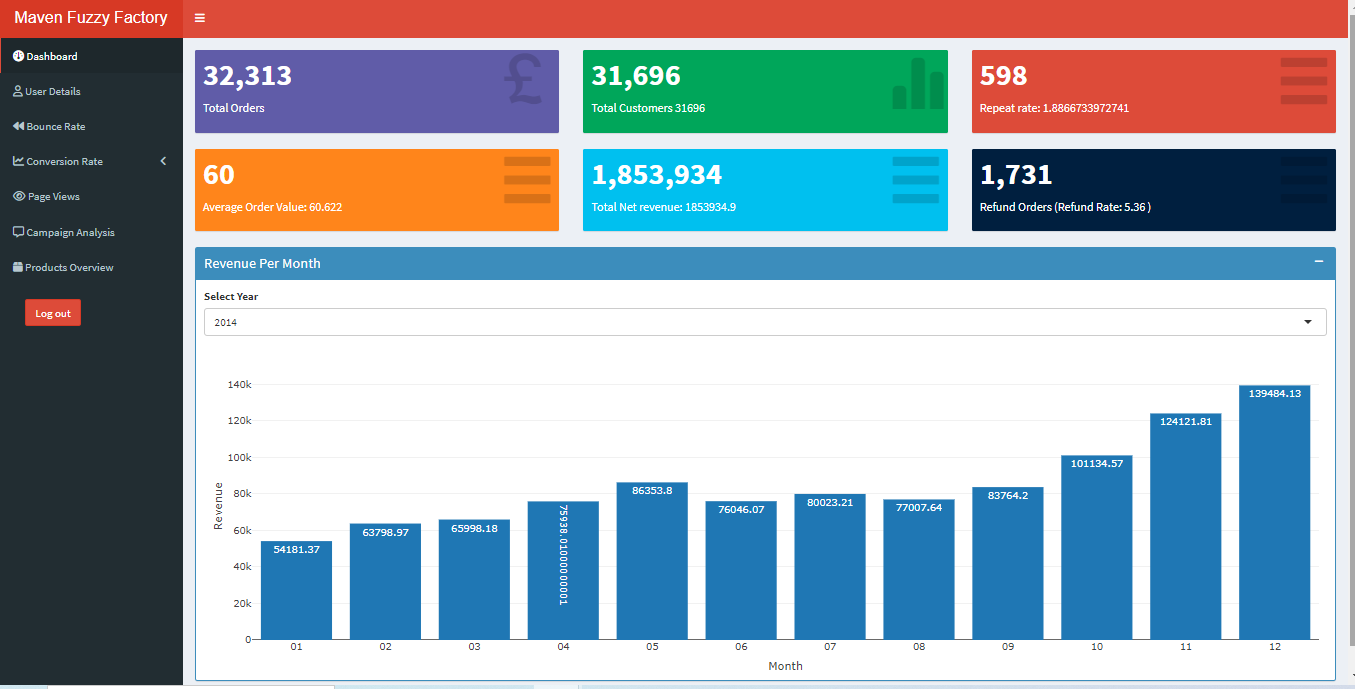 Maven Fuzzy Factory
Dashboard
User Details
Bounce Rate
Conversion Rate
Page Views
Campaign Analysis
Products Overview
Log out
32,313
Total Orders
£
31,696
Total Customers 31696
598
Repeat rate: 1.8866733972741
60
Average Order Value: 60.622
1,853,934
Total Net revenue: 1853934.9
1,731
Refund Orders (Refund Rate: 5.36 )
Revenue Per Month
Select Year
2014
Revenue
140k
120k
100k
80k
60k
40k
20k
0
54181.37
63798.97
65998.18
75938.010000000001
86353.8
76046.07
80023.21
77007.64
83764.2
101134.57
124121.81
139484.13
01 02 03 04 05 06 07 08 09 10 11 12
Month